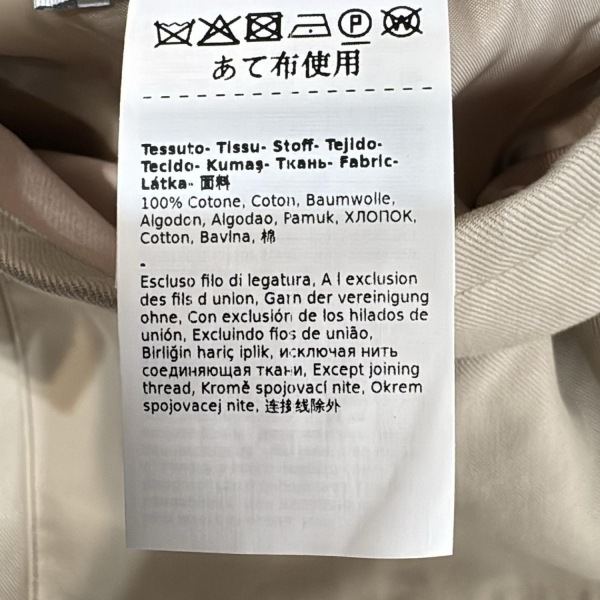 あて布使用
Tessuto- Tissu- Stoff- Tejido-
Tecido- Kumaş- Ткань- Fabric-
Látka- 面料
100% Cotone, Coton, Baumwolle,
Algodon, Algodao, Pamuk, ХЛОПОК,
Cotton, Bavlna, 棉
-
Escluso filo di legatura, A l exclusion
des fils d union, Garn der vereinigung
ohne, Con exclusión de los hilados de
unión, Excluindo fios de união,
Birliğin hariç iplik, исключая нить
соединяющая ткани, Except joining
thread, Kromě spojovací nite, Okrem
spojovacej nite, 连接线除外